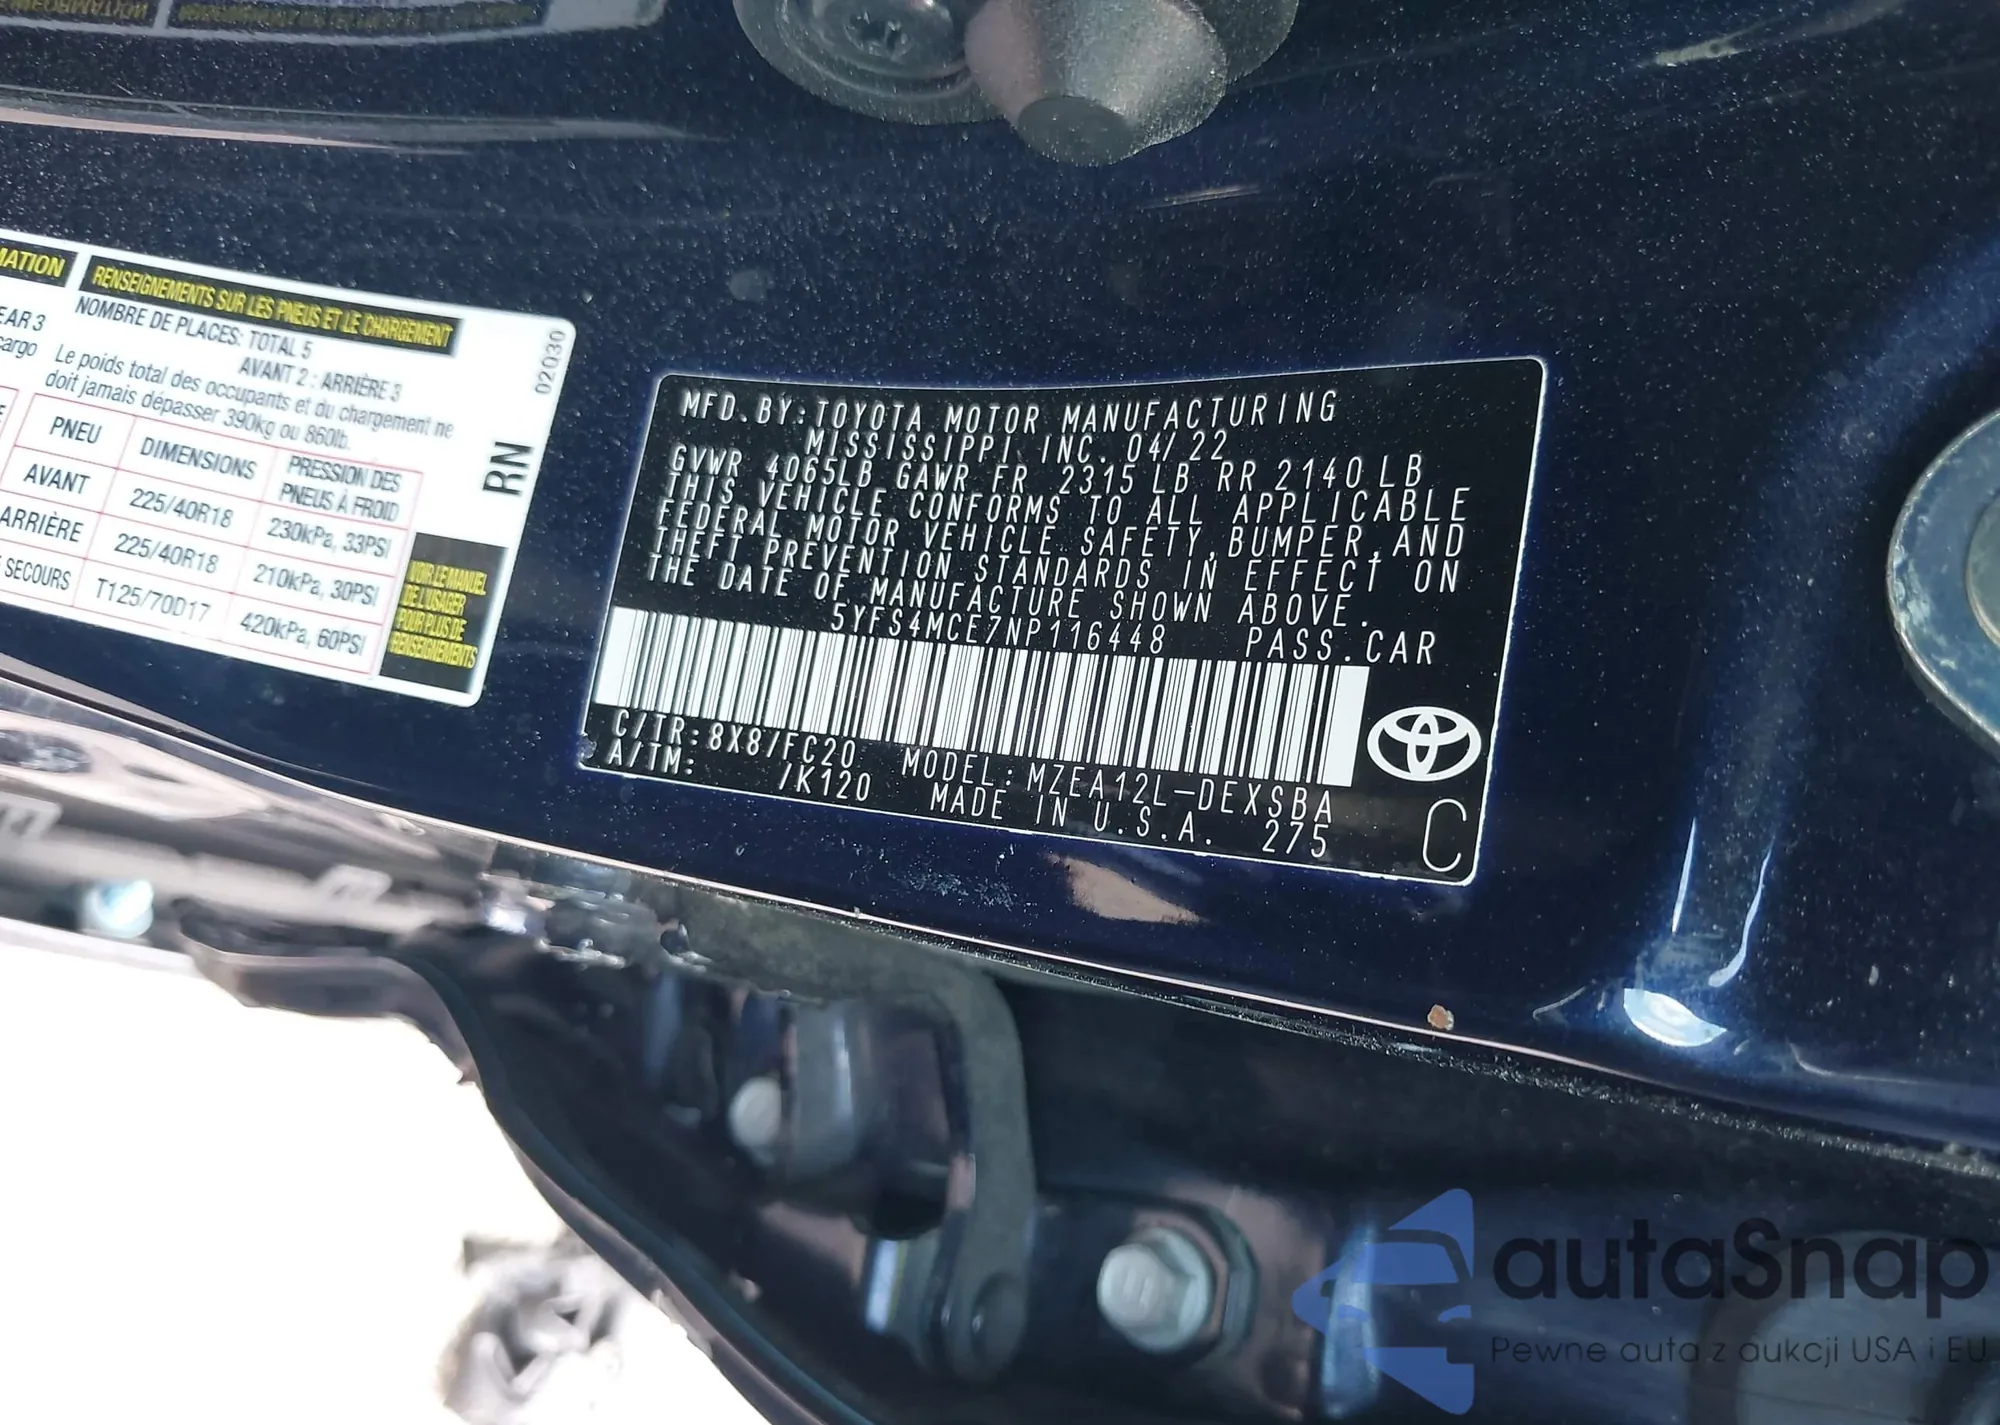 MATION
EAR 3
cargo
RENSEIGNEMENTS SUR LES PNEUS ET LE CHARGEMENT
NOMBRE DE PLACES: TOTAL 5
AVANT 2 : ARRIÈRE 3
Le poids total des occupants et du chargement ne
doit jamais dépasser 390kg ou 860lb.
PNEU DIMENSIONS PRESSION DES PNEUS À FROID
AVANT 225/40R18 230kPa, 33PSI
ARRIÈRE 225/40R18 210kPa, 30PSI
SECOURS T125/70D17 420kPa, 60PSI
VOIR LE MANUEL
DE L'USAGER
POUR PLUS DE
RENSEIGNEMENTS
RN
02Q30
MFD. BY: TOYOTA MOTOR MANUFACTURING
MISSISSIPPI, INC. 04/22
GVWR 4065LB GAWR FR 2315 LB RR 2140 LB
THIS VEHICLE CONFORMS TO ALL APPLICABLE
FEDERAL MOTOR VEHICLE SAFETY, BUMPER, AND
THEFT PREVENTION STANDARDS IN EFFECT ON
THE DATE OF MANUFACTURE SHOWN ABOVE.
5YFS4MCE7NP116448 PASS. CAR
C/TR: 8X8/FC20 MODEL: MZEA12L-DEXSBA
A/TM: /K120 MADE IN U.S.A. 275
C
autaSnap
Pewne auta z aukcji USA i EU